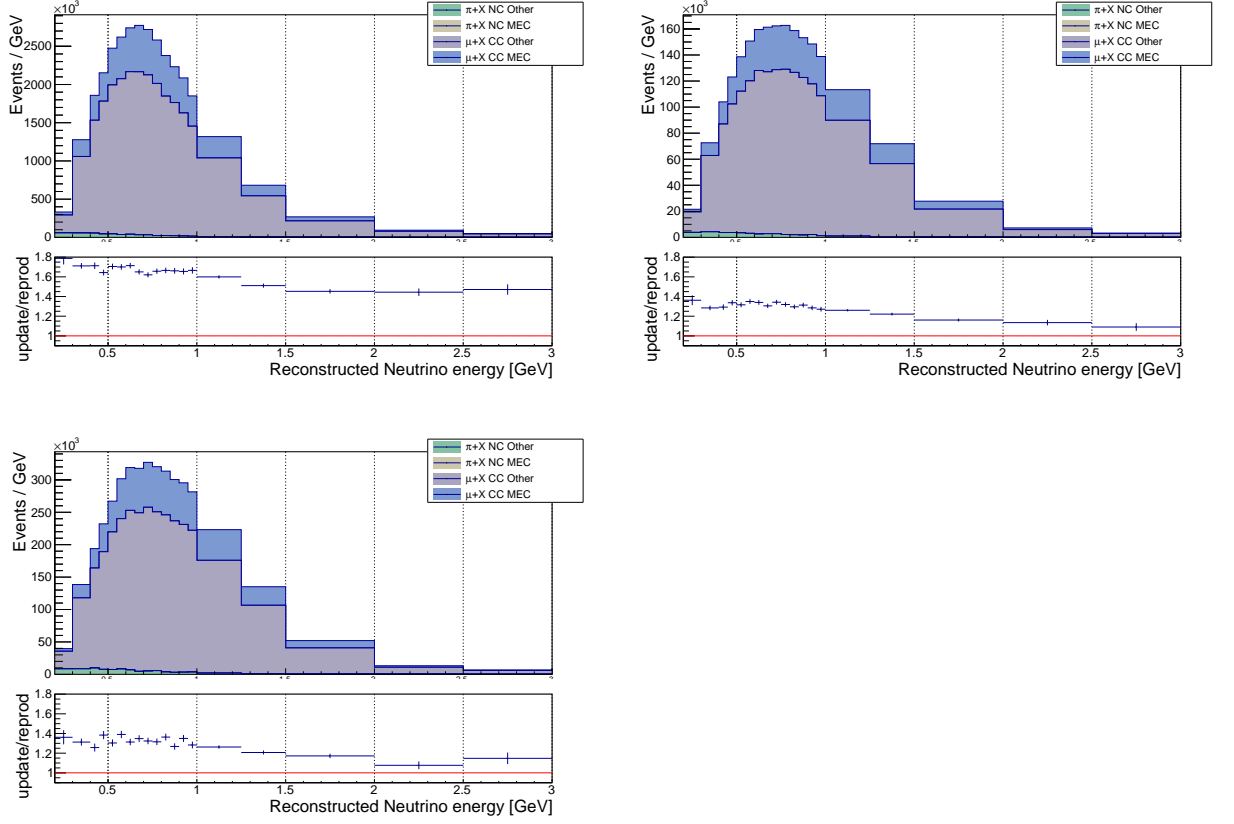 ×10³
Events / GeV
2500
2000
1500
1000
500
0
π+X NC Other
π+X NC MEC
μ+X CC Other
μ+X CC MEC
update/reprod
1.8
1.6
1.4
1.2
1
0.5
1
1.5
2
2.5
3
Reconstructed Neutrino energy [GeV]
×10³
Events / GeV
160
140
120
100
80
60
40
20
0
π+X NC Other
π+X NC MEC
μ+X CC Other
μ+X CC MEC
update/reprod
1.8
1.6
1.4
1.2
1
0.5
1
1.5
2
2.5
3
Reconstructed Neutrino energy [GeV]
×10³
Events / GeV
300
250
200
150
100
50
0
π+X NC Other
π+X NC MEC
μ+X CC Other
μ+X CC MEC
update/reprod
1.8
1.6
1.4
1.2
1
0.5
1
1.5
2
2.5
3
Reconstructed Neutrino energy [GeV]